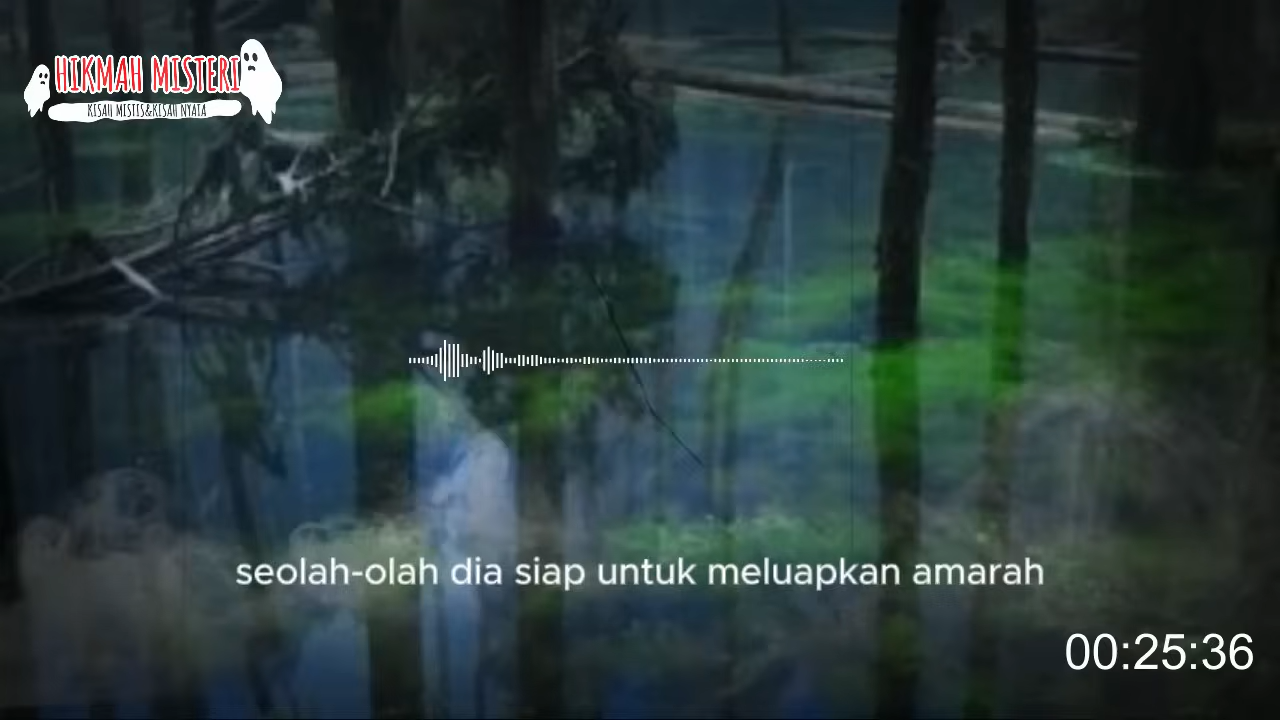 HIKMAH MISTERI
KISAH MISTIS&KISAH NYATA
seolah-olah dia siap untuk meluapkan amarah
00:25:36